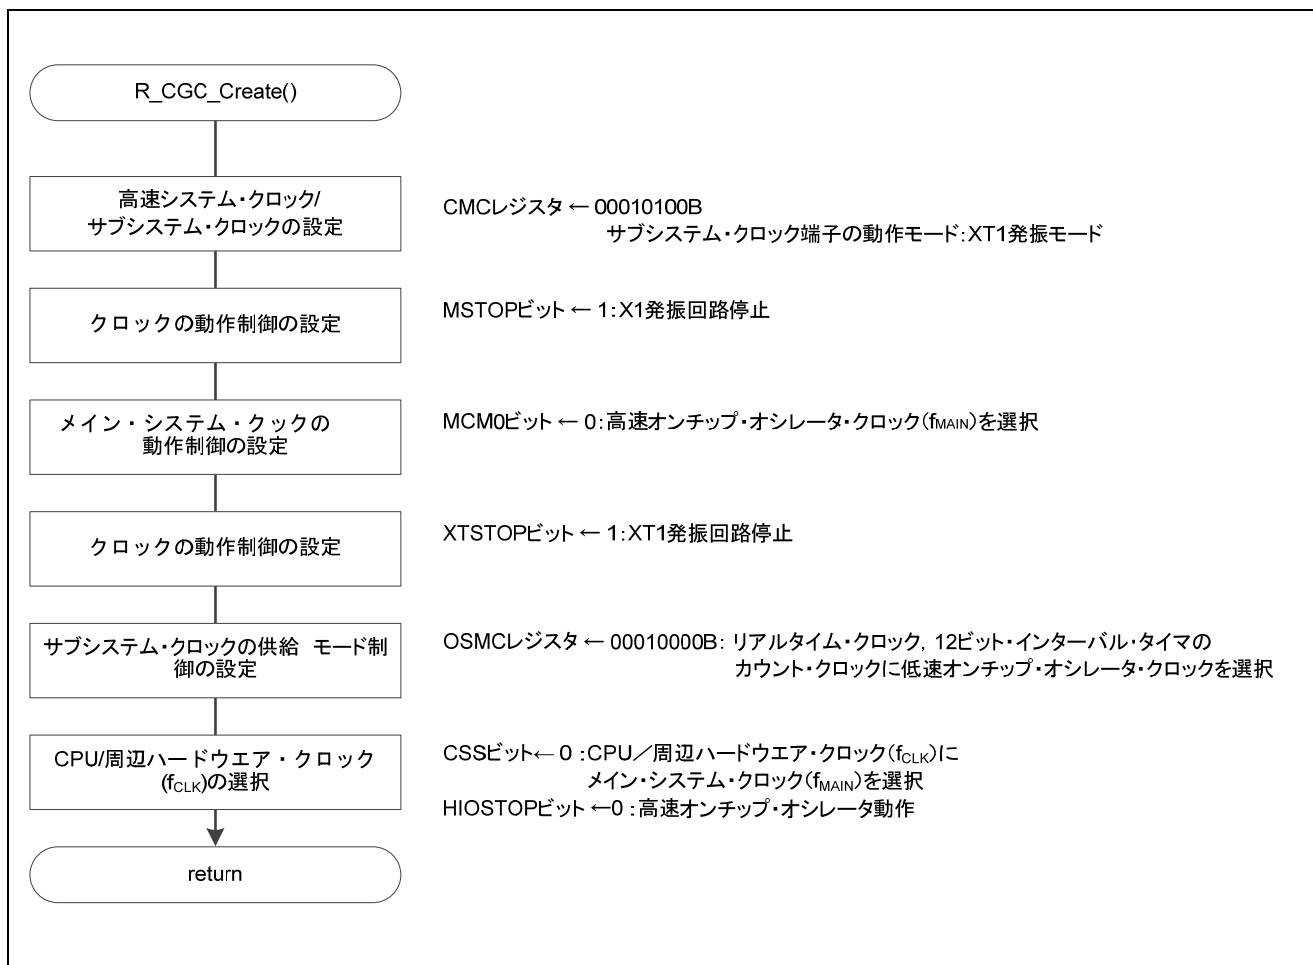 R_CGC_Create()
高速システム・クロック/
サブシステム・クロックの設定
CMCレジスタ ← 00010100B
サブシステム・クロック端子の動作モード:XT1発振モード
クロックの動作制御の設定
MSTOPビット ← 1:X1発振回路停止
メイン・システム・クックの
動作制御の設定
MCM0ビット ← 0:高速オンチップ・オシレータ・クロック(fMAIN)を選択
クロックの動作制御の設定
XTSTOPビット ← 1:XT1発振回路停止
サブシステム・クロックの供給 モード制
御の設定
OSMCレジスタ ← 00010000B: リアルタイム・クロック, 12ビット・インターバル・タイマの
カウント・クロックに低速オンチップ・オシレータ・クロックを選択
CPU/周辺ハードウエア・クロック
(fCLK)の選択
CSSビット← 0 :CPU/周辺ハードウエア・クロック(fCLK)に
メイン・システム・クロック(fMAIN)を選択
HIOSTOPビット ←0 :高速オンチップ・オシレータ動作
return